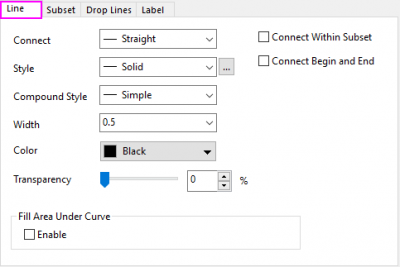 Line Subset Drop Lines Label
Connect Straight Connect Within Subset
Style Solid ... Connect Begin and End
Compound Style Simple
Width 0.5
Color Black
Transparency 0 %
Fill Area Under Curve
Enable